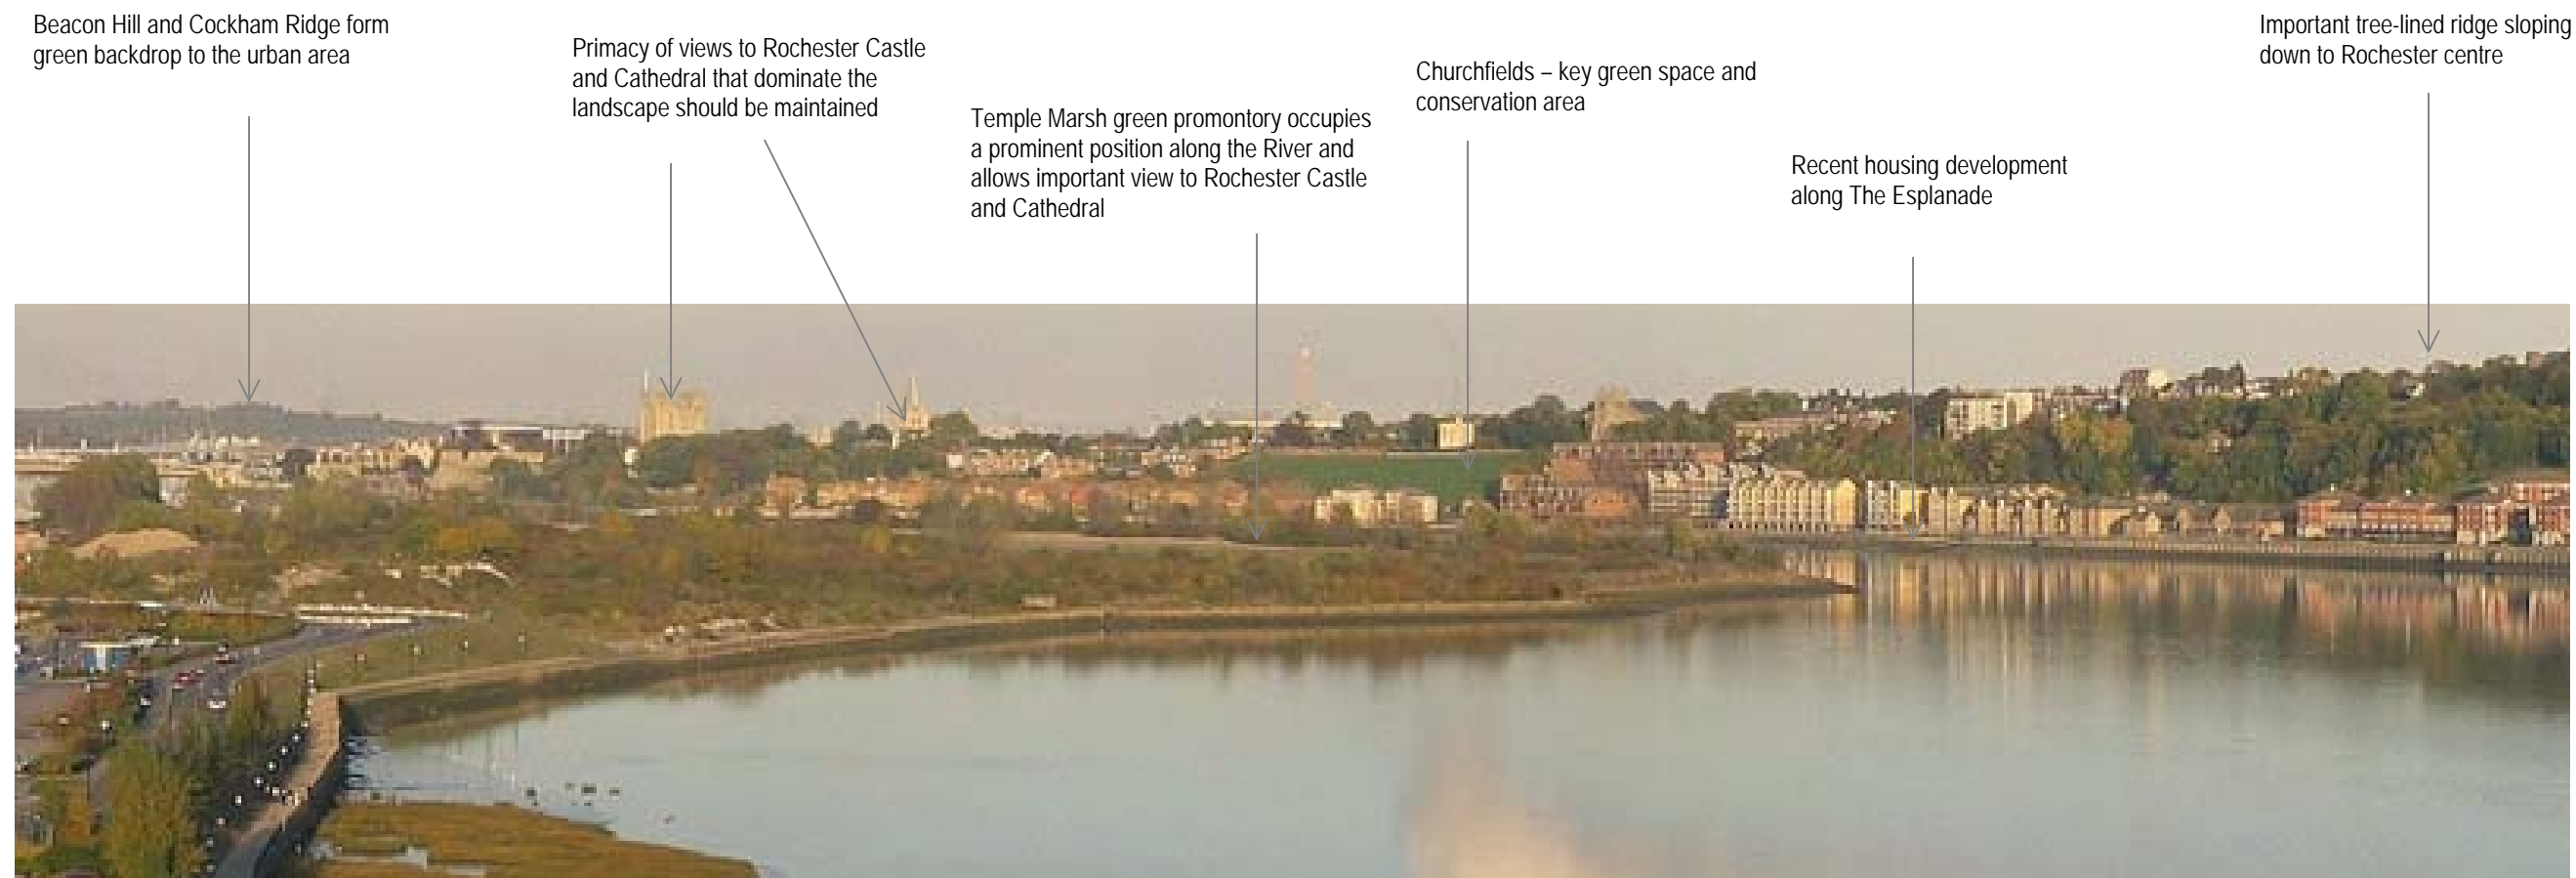 Beacon Hill and Cockham Ridge form
green backdrop to the urban area
Primacy of views to Rochester Castle
and Cathedral that dominate the
landscape should be maintained
Temple Marsh green promontory occupies
a prominent position along the River and
allows important view to Rochester Castle
and Cathedral
Churchfields – key green space and
conservation area
Recent housing development
along The Esplanade
Important tree-lined ridge sloping
down to Rochester centre